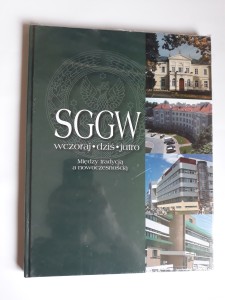 SGGW
wczoraj • dziś • jutro
Między tradycją
a nowoczesnością